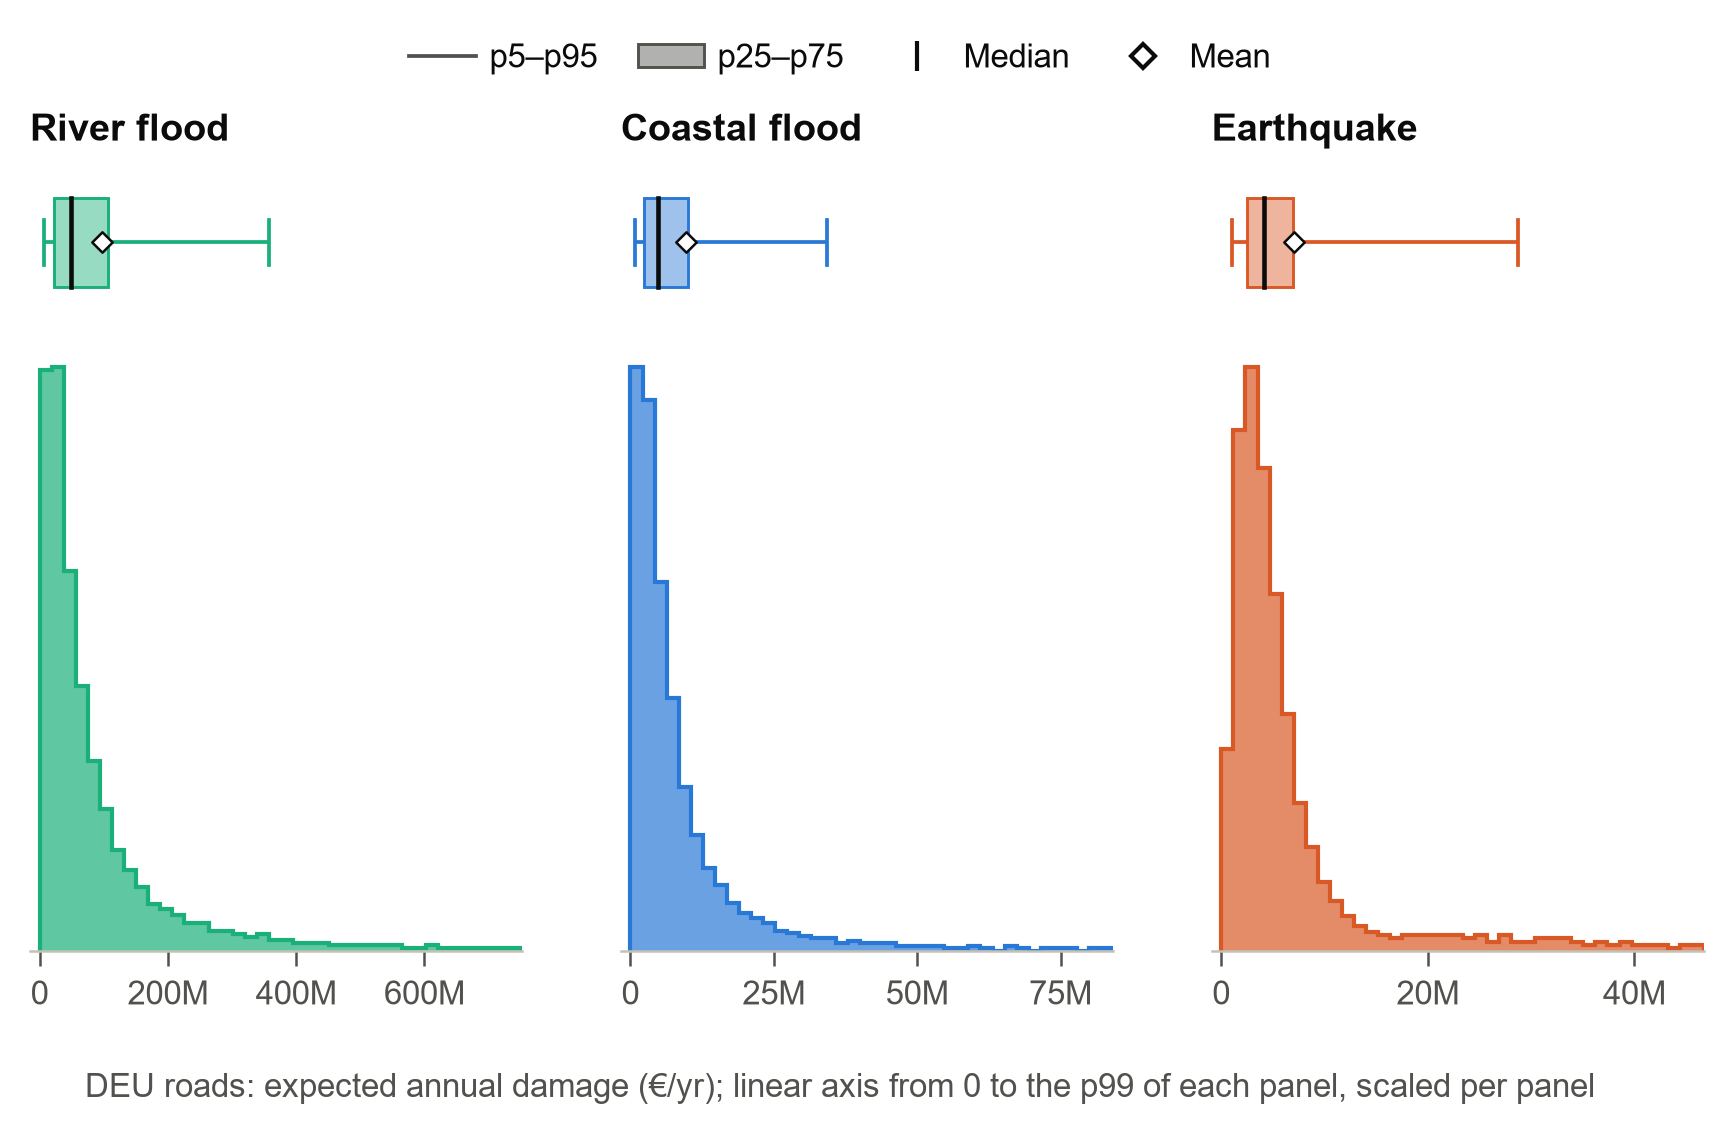 p5–p95 p25–p75 Median Mean
River flood Coastal flood Earthquake
0 200M 400M 600M 0 25M 50M 75M 0 20M 40M
DEU roads: expected annual damage (€/yr); linear axis from 0 to the p99 of each panel, scaled per panel